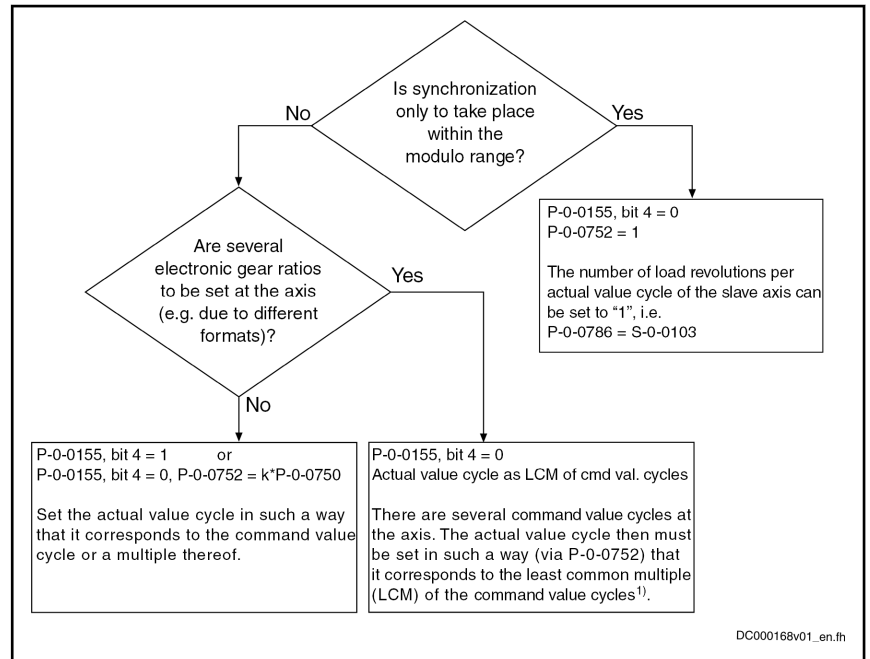 Is synchronization
only to take place
within the
modulo range?
No
Yes
P-0-0155, bit 4 = 0
P-0-0752 = 1
The number of load revolutions per
actual value cycle of the slave axis can
be set to “1”, i.e.
P-0-0786 = S-0-0103
Are several
electronic gear ratios
to be set at the axis
(e.g. due to different
formats)?
Yes
No
P-0-0155, bit 4 = 1 or
P-0-0155, bit 4 = 0, P-0-0752 = k*P-0-0750
Set the actual value cycle in such a way
that it corresponds to the command value
cycle or a multiple thereof.
P-0-0155, bit 4 = 0
Actual value cycle as LCM of cmd val. cycles
There are several command value cycles at
the axis. The actual value cycle then must
be set in such a way (via P-0-0752) that
it corresponds to the least common multiple
(LCM) of the command value cycles¹⁾.
DC000168v01_en.fh